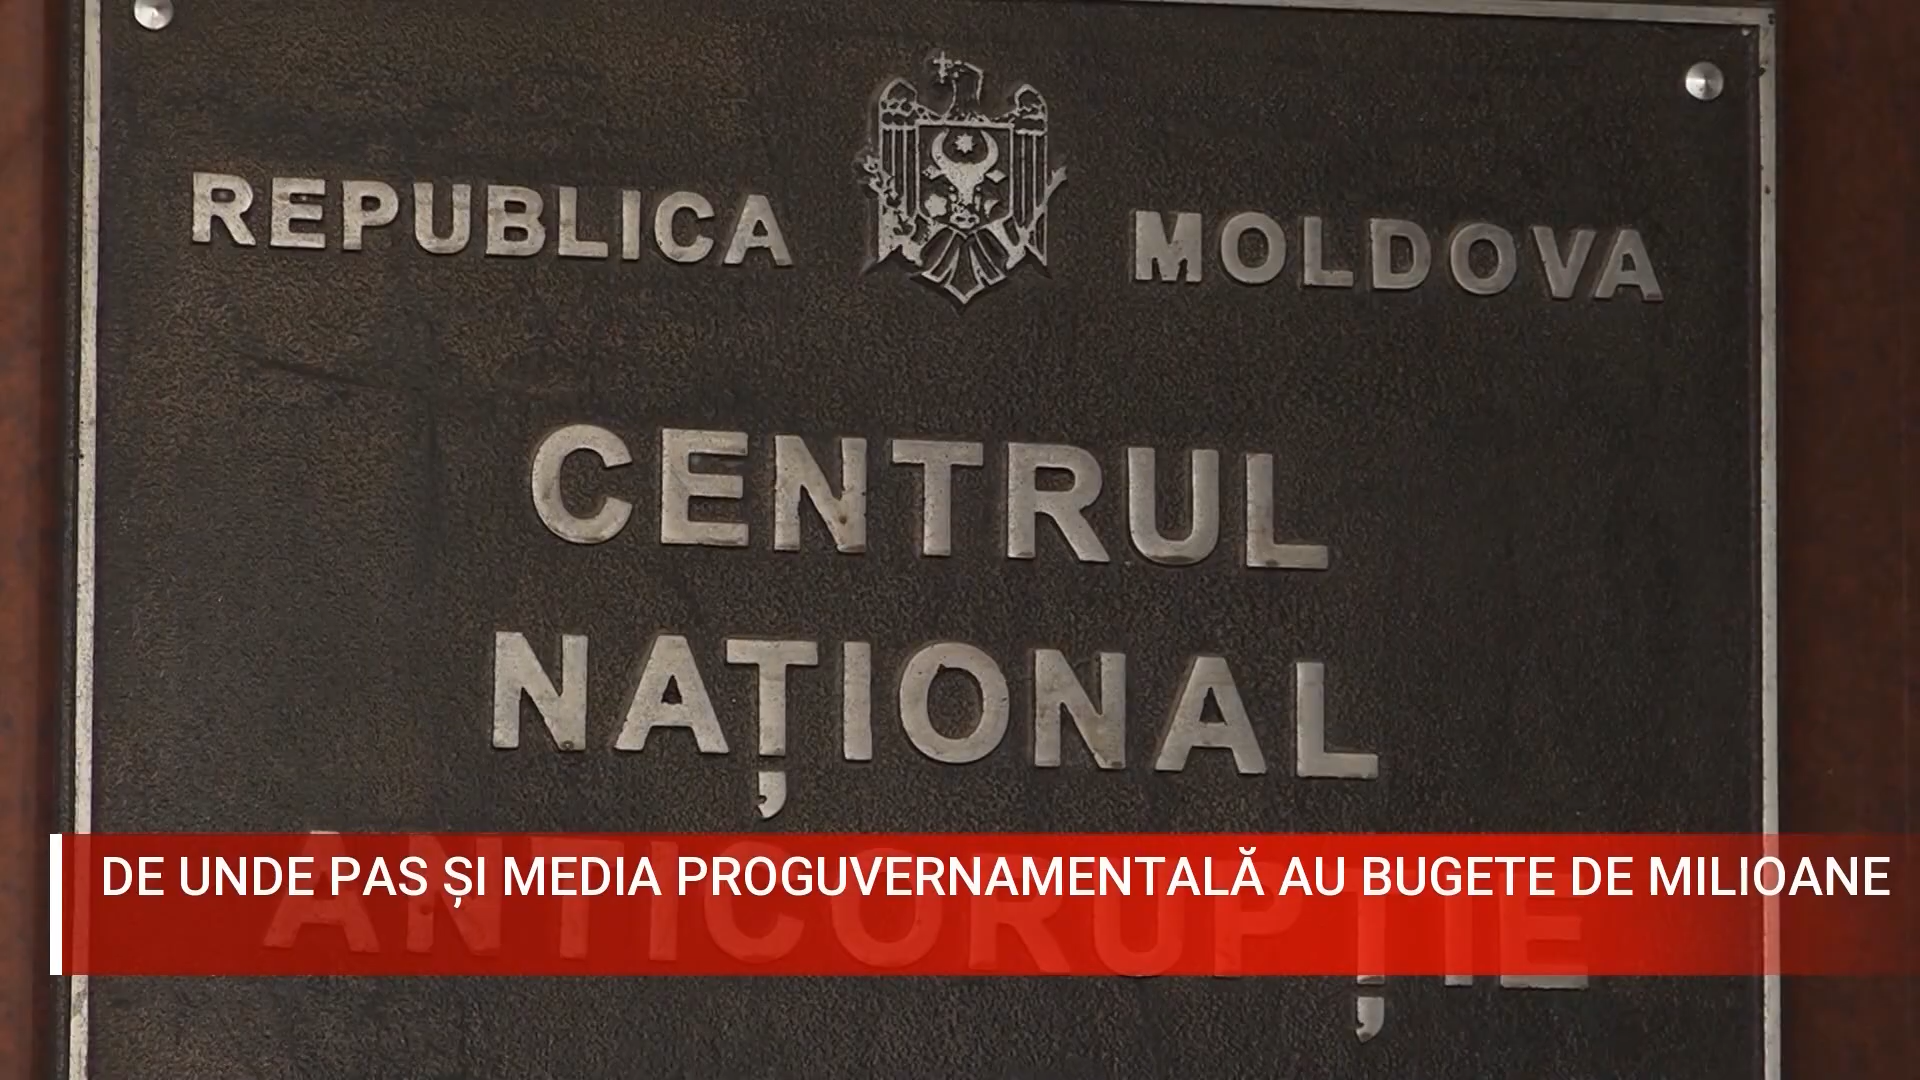 REPUBLICA MOLDOVA
CENTRUL
NAȚIONAL
DE UNDE PAS ȘI MEDIA PROGUVERNAMENTALĂ AU BUGETE DE MILIOANE
ANTICORUPȚIE